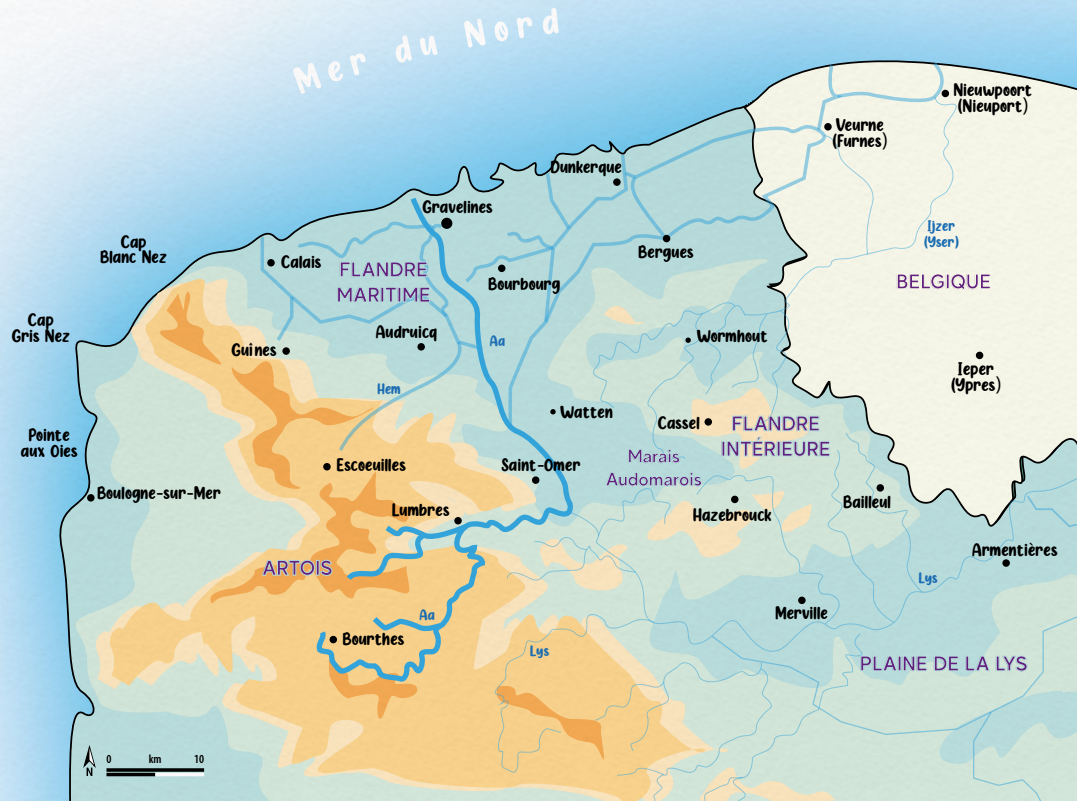 Mer du Nord
Nieuwpoort
(Nieuport)
Veurne
(Furnes)
Dunkerque
Gravelines
Ijzer
(Yser)
Cap
Blanc Nez
Bergues
Calais
FLANDRE
MARITIME
Bourbourg
BELGIQUE
Cap
Gris Nez
Audruicq
Aa
Wormhout
Guînes
Ieper
(Ypres)
Hem
Watten
Cassel
FLANDRE
INTÉRIEURE
Pointe
aux Oies
Marais
Audomarois
Escoeuilles
Saint-Omer
Boulogne-sur-Mer
Bailleul
Lumbres
Hazebrouck
Armentières
ARTOIS
Lys
Merville
Aa
Bourthes
Lys
PLAINE DE LA LYS
N
0 km 10